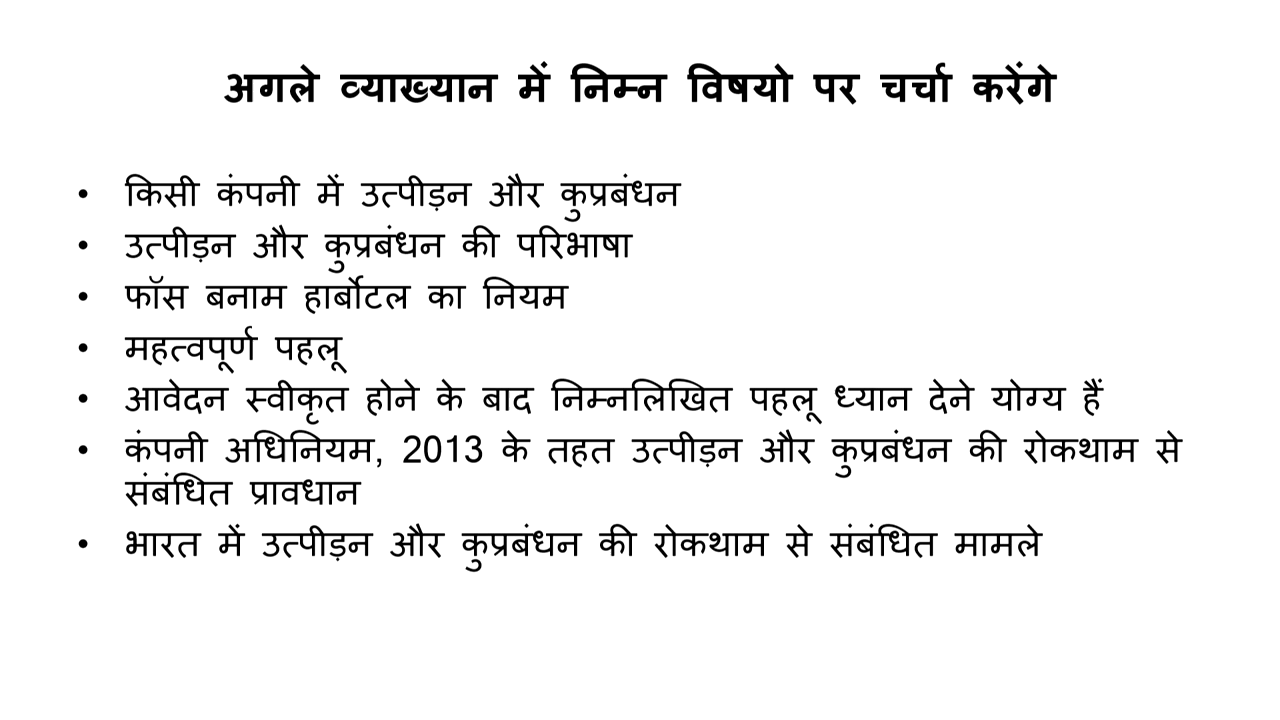 अगले व्याख्यान में निम्न विषयो पर चर्चा करेंगे
• किसी कंपनी में उत्पीड़न और कुप्रबंधन
• उत्पीड़न और कुप्रबंधन की परिभाषा
• फॉस बनाम हार्बोटल का नियम
• महत्वपूर्ण पहलू
• आवेदन स्वीकृत होने के बाद निम्नलिखित पहलू ध्यान देने योग्य हैं
• कंपनी अधिनियम, 2013 के तहत उत्पीड़न और कुप्रबंधन की रोकथाम से
संबंधित प्रावधान
• भारत में उत्पीड़न और कुप्रबंधन की रोकथाम से संबंधित मामले